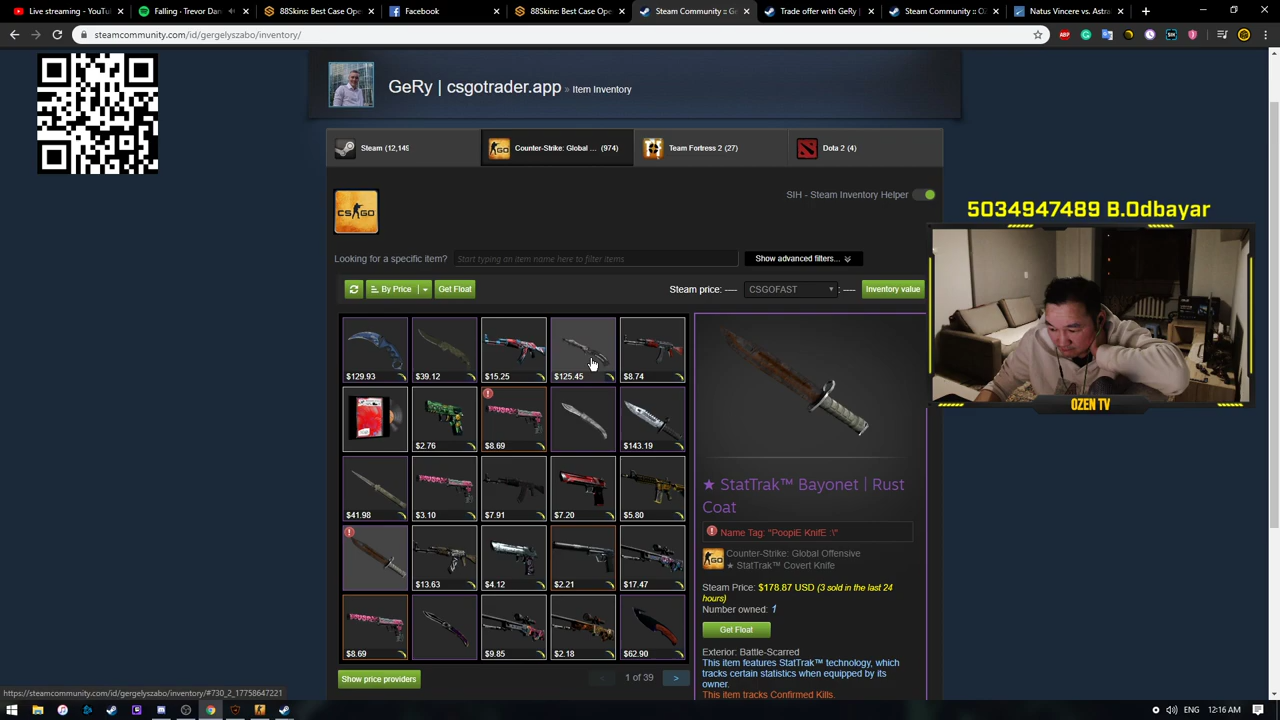 Live streaming - YouTu
Falling · Trevor Dan
88Skins: Best Case Ope
Facebook
88Skins: Best Case Ope
Steam Community :: Ge
Trade offer with GeRy |
Steam Community :: Oz
Natus Vincere vs. Astral
steamcommunity.com/id/gergelyszabo/inventory/
GeRy | csgotrader.app » Item Inventory
Steam (12,149
Counter-Strike: Global ... (974)
Team Fortress 2 (27)
Dota 2 (4)
CS GO
SIH - Steam Inventory Helper
5034947489 B.Odbayar
Looking for a specific item?
Start typing an item name here to filter items
Show advanced filters...
By Price
Get Float
Steam price: ----
CSGOFAST
: ----
Inventory value
$129.93
$39.12
$15.25
$125.45
$8.74
$2.76
$8.69
$143.19
$41.98
$3.10
$7.91
$7.20
$5.80
$13.63
$4.12
$2.21
$17.47
$8.69
$9.85
$2.18
$62.90
OZEN TV
★ StatTrak™ Bayonet | Rust
Coat
Name Tag: "PoopiE KnifE :\"
Counter-Strike: Global Offensive
★ StatTrak™ Covert Knife
Steam Price: $178.87 USD (3 sold in the last 24
hours)
Number owned: 1
Get Float
Exterior: Battle-Scarred
This item features StatTrak™ technology, which
tracks certain statistics when equipped by its
owner.
This item tracks Confirmed Kills.
Show price providers
1 of 39
>
https://steamcommunity.com/id/gergelyszabo/inventory/#730_2_17758647221
ENG
12:16 AM